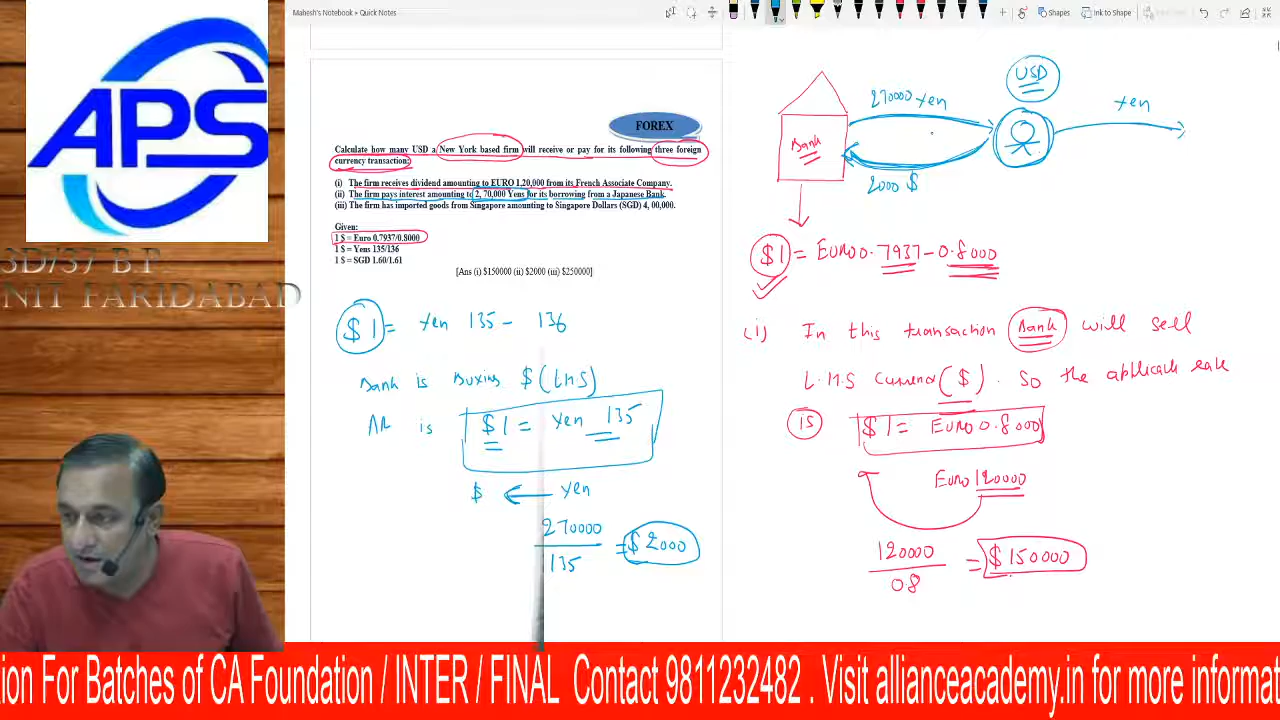 Mahesh's Notebook » Quick Notes
Shapes
Ink to Shape
APS
3D/37 B.P.
NIT FARIDABAD
FOREX
Calculate how many USD a New York based firm will receive or pay for its following three foreign
currency transaction:
(i) The firm receives dividend amounting to EURO 1,20,000 from its French Associate Company.
(ii) The firm pays interest amounting to 2, 70,000 Yens for its borrowing from a Japanese Bank.
(iii) The firm has imported goods from Singapore amounting to Singapore Dollars (SGD) 4, 00,000.
Given:
1 $ = Euro 0.7937/0.8000
1 $ = Yens 135/136
1 $ = SGD 1.60/1.61
[Ans (i) $150000 (ii) $2000 (iii) $250000]
$1 = Yen 135 - 136
Bank is Buying $ (LHS)
AR is $1 = Yen 135
$ ← Yen
270000
135
= $2000
USD
270000 Yen
Yen
Bank
2000 $
$1 = EURO 0.7937 - 0.8000
(i) In this transaction Bank will sell
L.H.S currency ($). So the applicable rate
is $1 = EURO 0.8000
Euro 120000
120000
0.8
= $150000
ion For Batches of CA Foundation / INTER / FINAL Contact 9811232482 . Visit allianceacademy.in for more informat